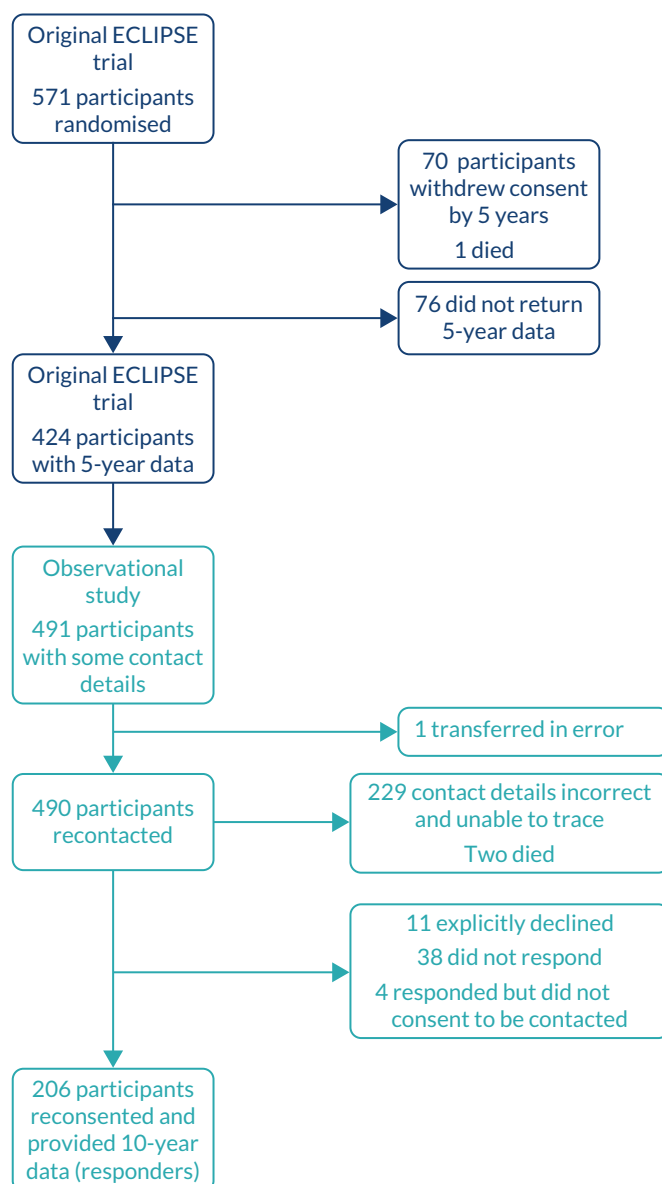 Original ECLIPSE
trial
571 participants
randomised
70 participants
withdrew consent
by 5 years
1 died
76 did not return
5-year data
Original ECLIPSE
trial
424 participants
with 5-year data
Observational
study
491 participants
with some contact
details
1 transferred in error
490 participants
recontacted
229 contact details incorrect
and unable to trace
Two died
11 explicitly declined
38 did not respond
4 responded but did not
consent to be contacted
206 participants
reconsented and
provided 10-year
data (responders)